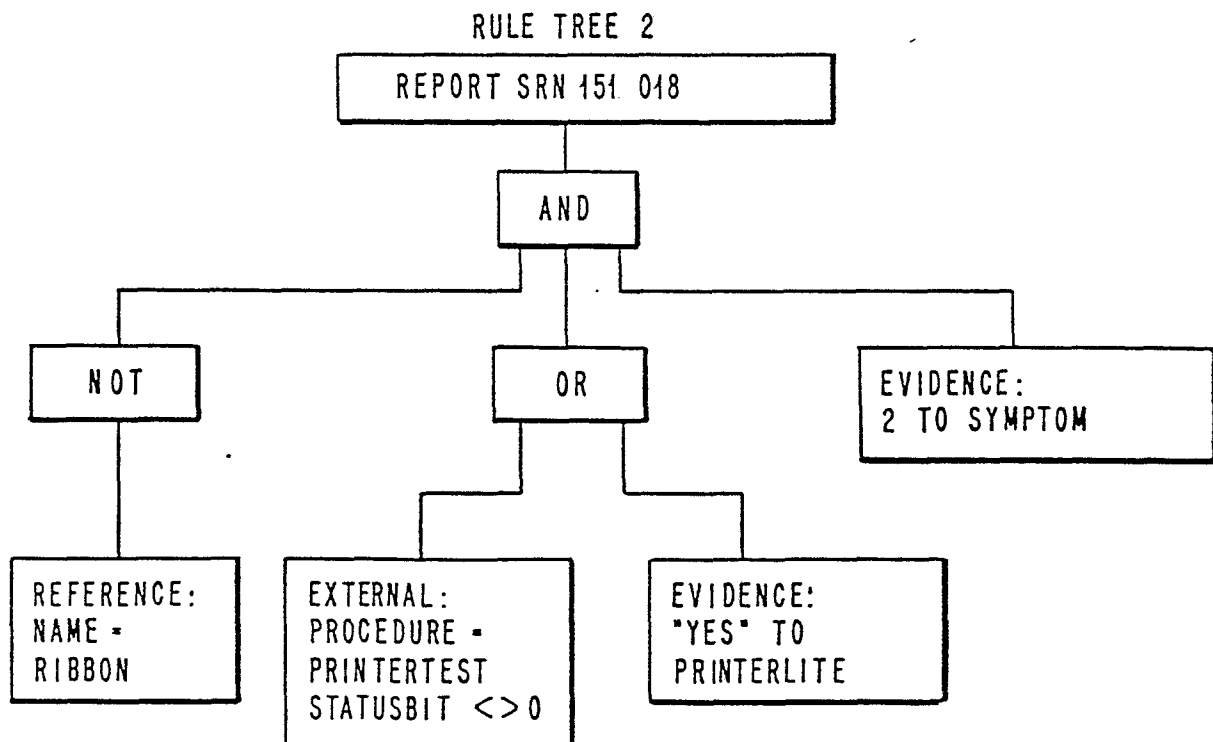 RULE TREE 2
REPORT SRN 151 018
AND
NOT
OR
EVIDENCE:
2 TO SYMPTOM
REFERENCE:
NAME =
RIBBON
EXTERNAL:
PROCEDURE =
PRINTERTEST
STATUSBIT <>0
EVIDENCE:
"YES" TO
PRINTERLITE